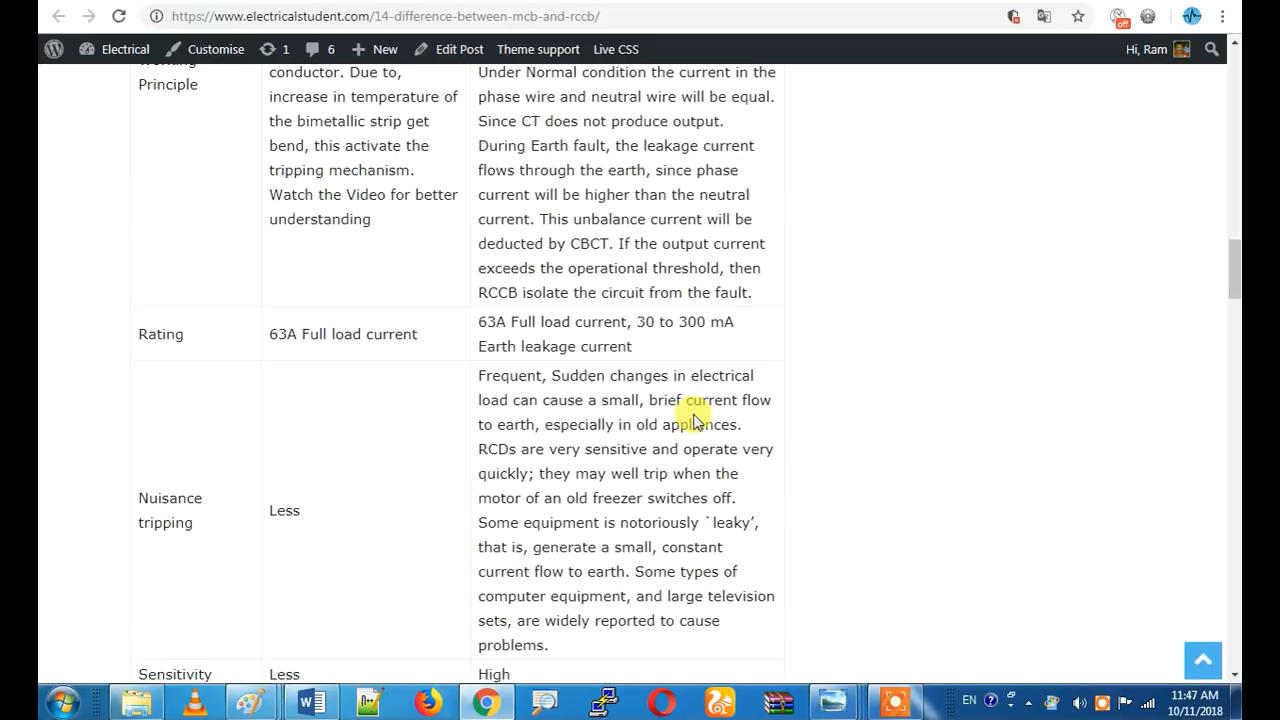 https://www.electricalstudent.com/14-difference-between-mcb-and-rccb/
off
Electrical
Customise
1
6
New
Edit Post
Theme support
Live CSS
Hi, Ram
Working
Principle
conductor. Due to,
increase in temperature of
the bimetallic strip get
bend, this activate the
tripping mechanism.
Watch the Video for better
understanding
Under Normal condition the current in the
phase wire and neutral wire will be equal.
Since CT does not produce output.
During Earth fault, the leakage current
flows through the earth, since phase
current will be higher than the neutral
current. This unbalance current will be
deducted by CBCT. If the output current
exceeds the operational threshold, then
RCCB isolate the circuit from the fault.
Rating
63A Full load current
63A Full load current, 30 to 300 mA
Earth leakage current
Nuisance
tripping
Less
Frequent, Sudden changes in electrical
load can cause a small, brief current flow
to earth, especially in old appliances.
RCDs are very sensitive and operate very
quickly; they may well trip when the
motor of an old freezer switches off.
Some equipment is notoriously `leaky’,
that is, generate a small, constant
current flow to earth. Some types of
computer equipment, and large television
sets, are widely reported to cause
problems.
Sensitivity
Less
High
EN
11:47 AM
10/11/2018